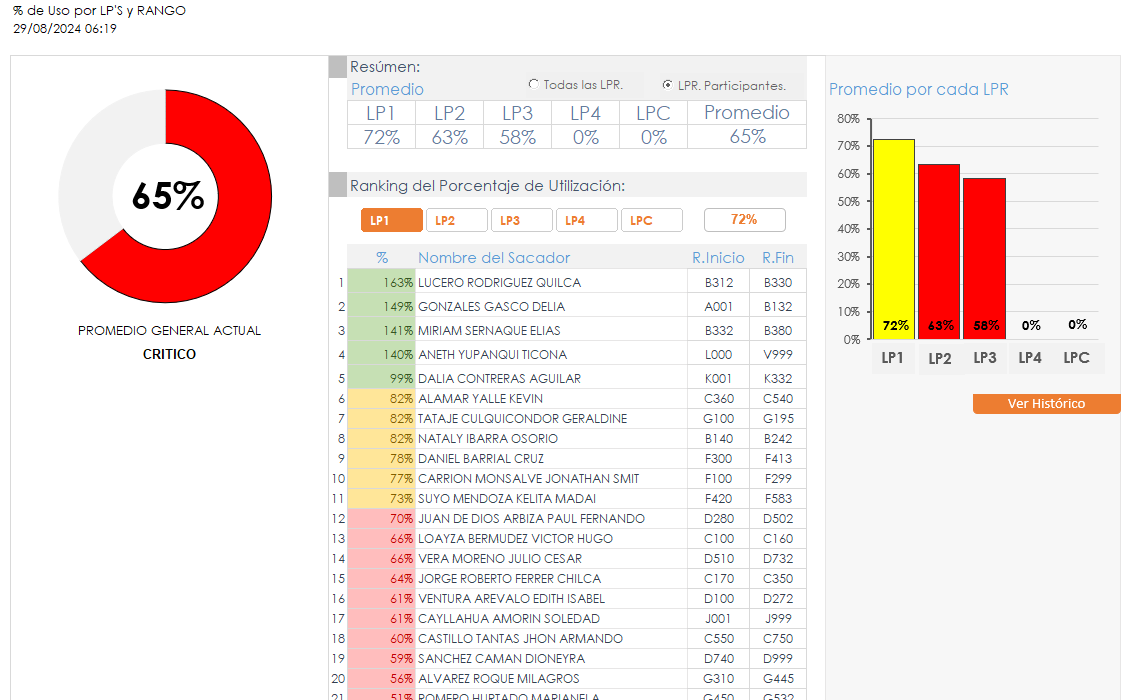 % de Uso por LP'S y RANGO
29/08/2024 06:19
65%
PROMEDIO GENERAL ACTUAL
CRITICO
Resúmen:
Promedio
Todas las LPR.
LPR. Participantes.
LP1 LP2 LP3 LP4 LPC Promedio
72% 63% 58% 0% 0% 65%
Ranking del Porcentaje de Utilización:
LP1 LP2 LP3 LP4 LPC 72%
% Nombre del Sacador R.Inicio R.Fin
1 163% LUCERO RODRIGUEZ QUILCA B312 B330
2 149% GONZALES GASCO DELIA A001 B132
3 141% MIRIAM SERNAQUE ELIAS B332 B380
4 140% ANETH YUPANQUI TICONA L000 V999
5 99% DALIA CONTRERAS AGUILAR K001 K332
6 82% ALAMAR YALLE KEVIN C360 C540
7 82% TATAJE CULQUICONDOR GERALDINE G100 G195
8 82% NATALY IBARRA OSORIO B140 B242
9 78% DANIEL BARRIAL CRUZ F300 F413
10 77% CARRION MONSALVE JONATHAN SMIT F100 F299
11 73% SUYO MENDOZA KELITA MADAI F420 F583
12 70% JUAN DE DIOS ARBIZA PAUL FERNANDO D280 D502
13 66% LOAYZA BERMUDEZ VICTOR HUGO C100 C160
14 66% VERA MORENO JULIO CESAR D510 D732
15 64% JORGE ROBERTO FERRER CHILCA C170 C350
16 61% VENTURA AREVALO EDITH ISABEL D100 D272
17 61% CAYLLAHUA AMORIN SOLEDAD J001 J999
18 60% CASTILLO TANTAS JHON ARMANDO C550 C750
19 59% SANCHEZ CAMAN DIONEYRA D740 D999
20 56% ALVAREZ ROQUE MILAGROS G310 G445
21 51% ROMERO HURTADO MARIANELA G450 G532
Promedio por cada LPR
80%
70%
60%
50%
40%
30%
20%
10%
0%
72% 63% 58% 0% 0%
LP1 LP2 LP3 LP4 LPC
Ver Histórico